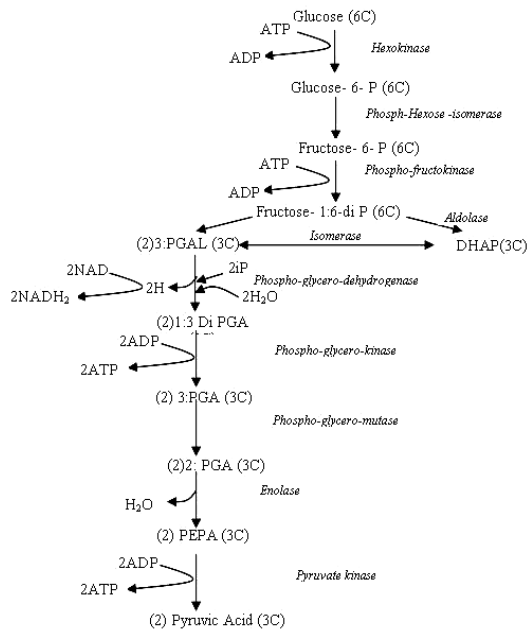 Glucose (6C)
ATP
Hexokinase
ADP
Glucose- 6- P (6C)
Phosph-Hexose -isomerase
Fructose- 6- P (6C)
ATP
Phospho-fructokinase
ADP
Fructose- 1:6-di P (6C)
Aldolase
(2)3:PGAL (3C)
Isomerase
DHAP(3C)
2NAD
2iP
2H
Phospho-glycero-dehydrogenase
2NADH₂
2H₂O
(2)1:3 Di PGA
2ADP
Phospho-glycero-kinase
2ATP
(2) 3:PGA (3C)
Phospho-glycero-mutase
(2)2: PGA (3C)
Enolase
H₂O
(2) PEPA (3C)
2ADP
Pyruvate kinase
2ATP
(2) Pyruvic Acid (3C)